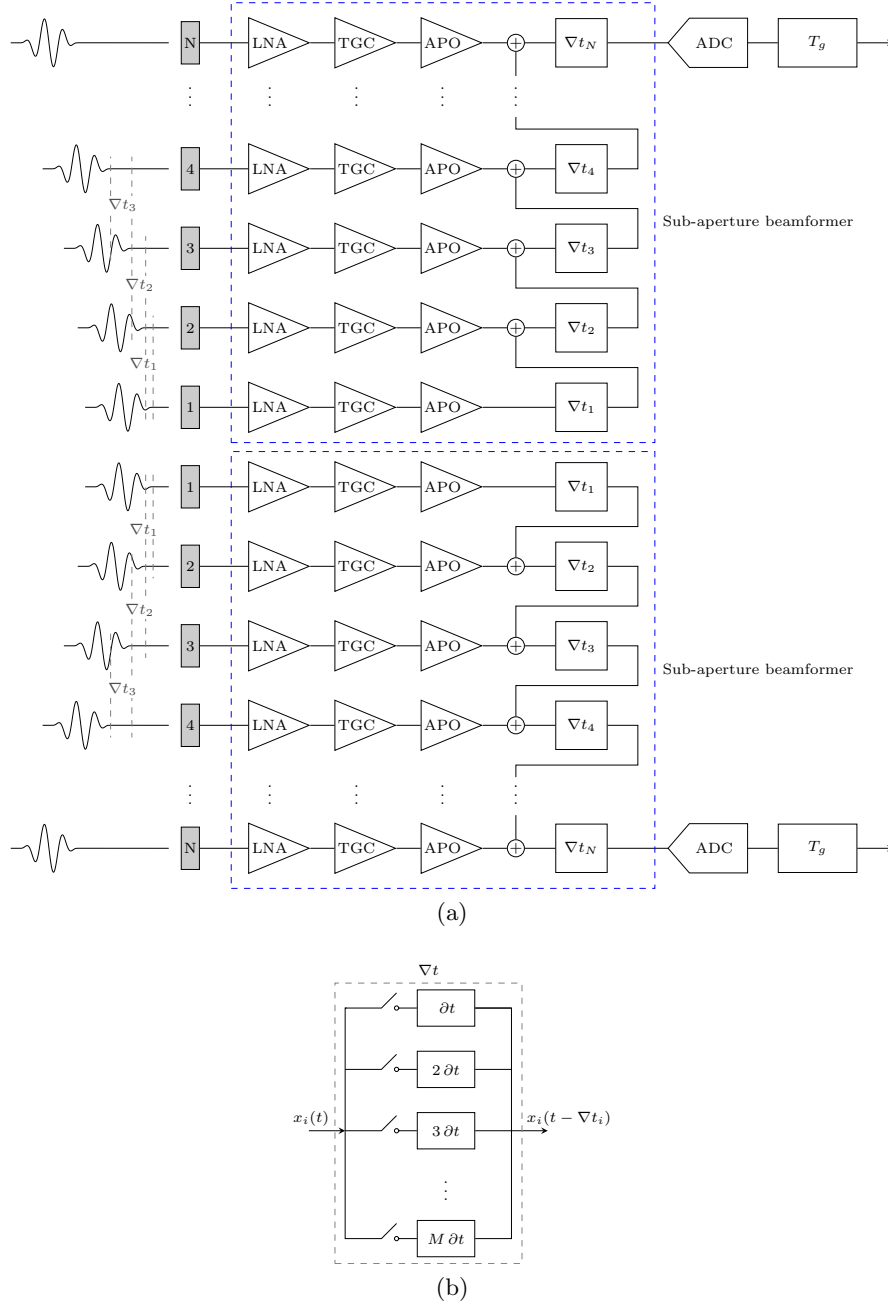 N LNA TGC APO + ∇t_N ADC T_g
⋮ ⋮ ⋮ ⋮ ⋮
4 LNA TGC APO + ∇t_4
∇t_3
3 LNA TGC APO + ∇t_3
Sub-aperture beamformer
∇t_2
2 LNA TGC APO + ∇t_2
∇t_1
1 LNA TGC APO ∇t_1
1 LNA TGC APO ∇t_1
∇t_1
2 LNA TGC APO + ∇t_2
∇t_2
3 LNA TGC APO + ∇t_3
Sub-aperture beamformer
∇t_3
4 LNA TGC APO + ∇t_4
⋮ ⋮ ⋮ ⋮ ⋮
N LNA TGC APO + ∇t_N ADC T_g
(a)
∇t
∂t
2 ∂t
x_i(t) 3 ∂t x_i(t − ∇t_i)
⋮
M ∂t
(b)